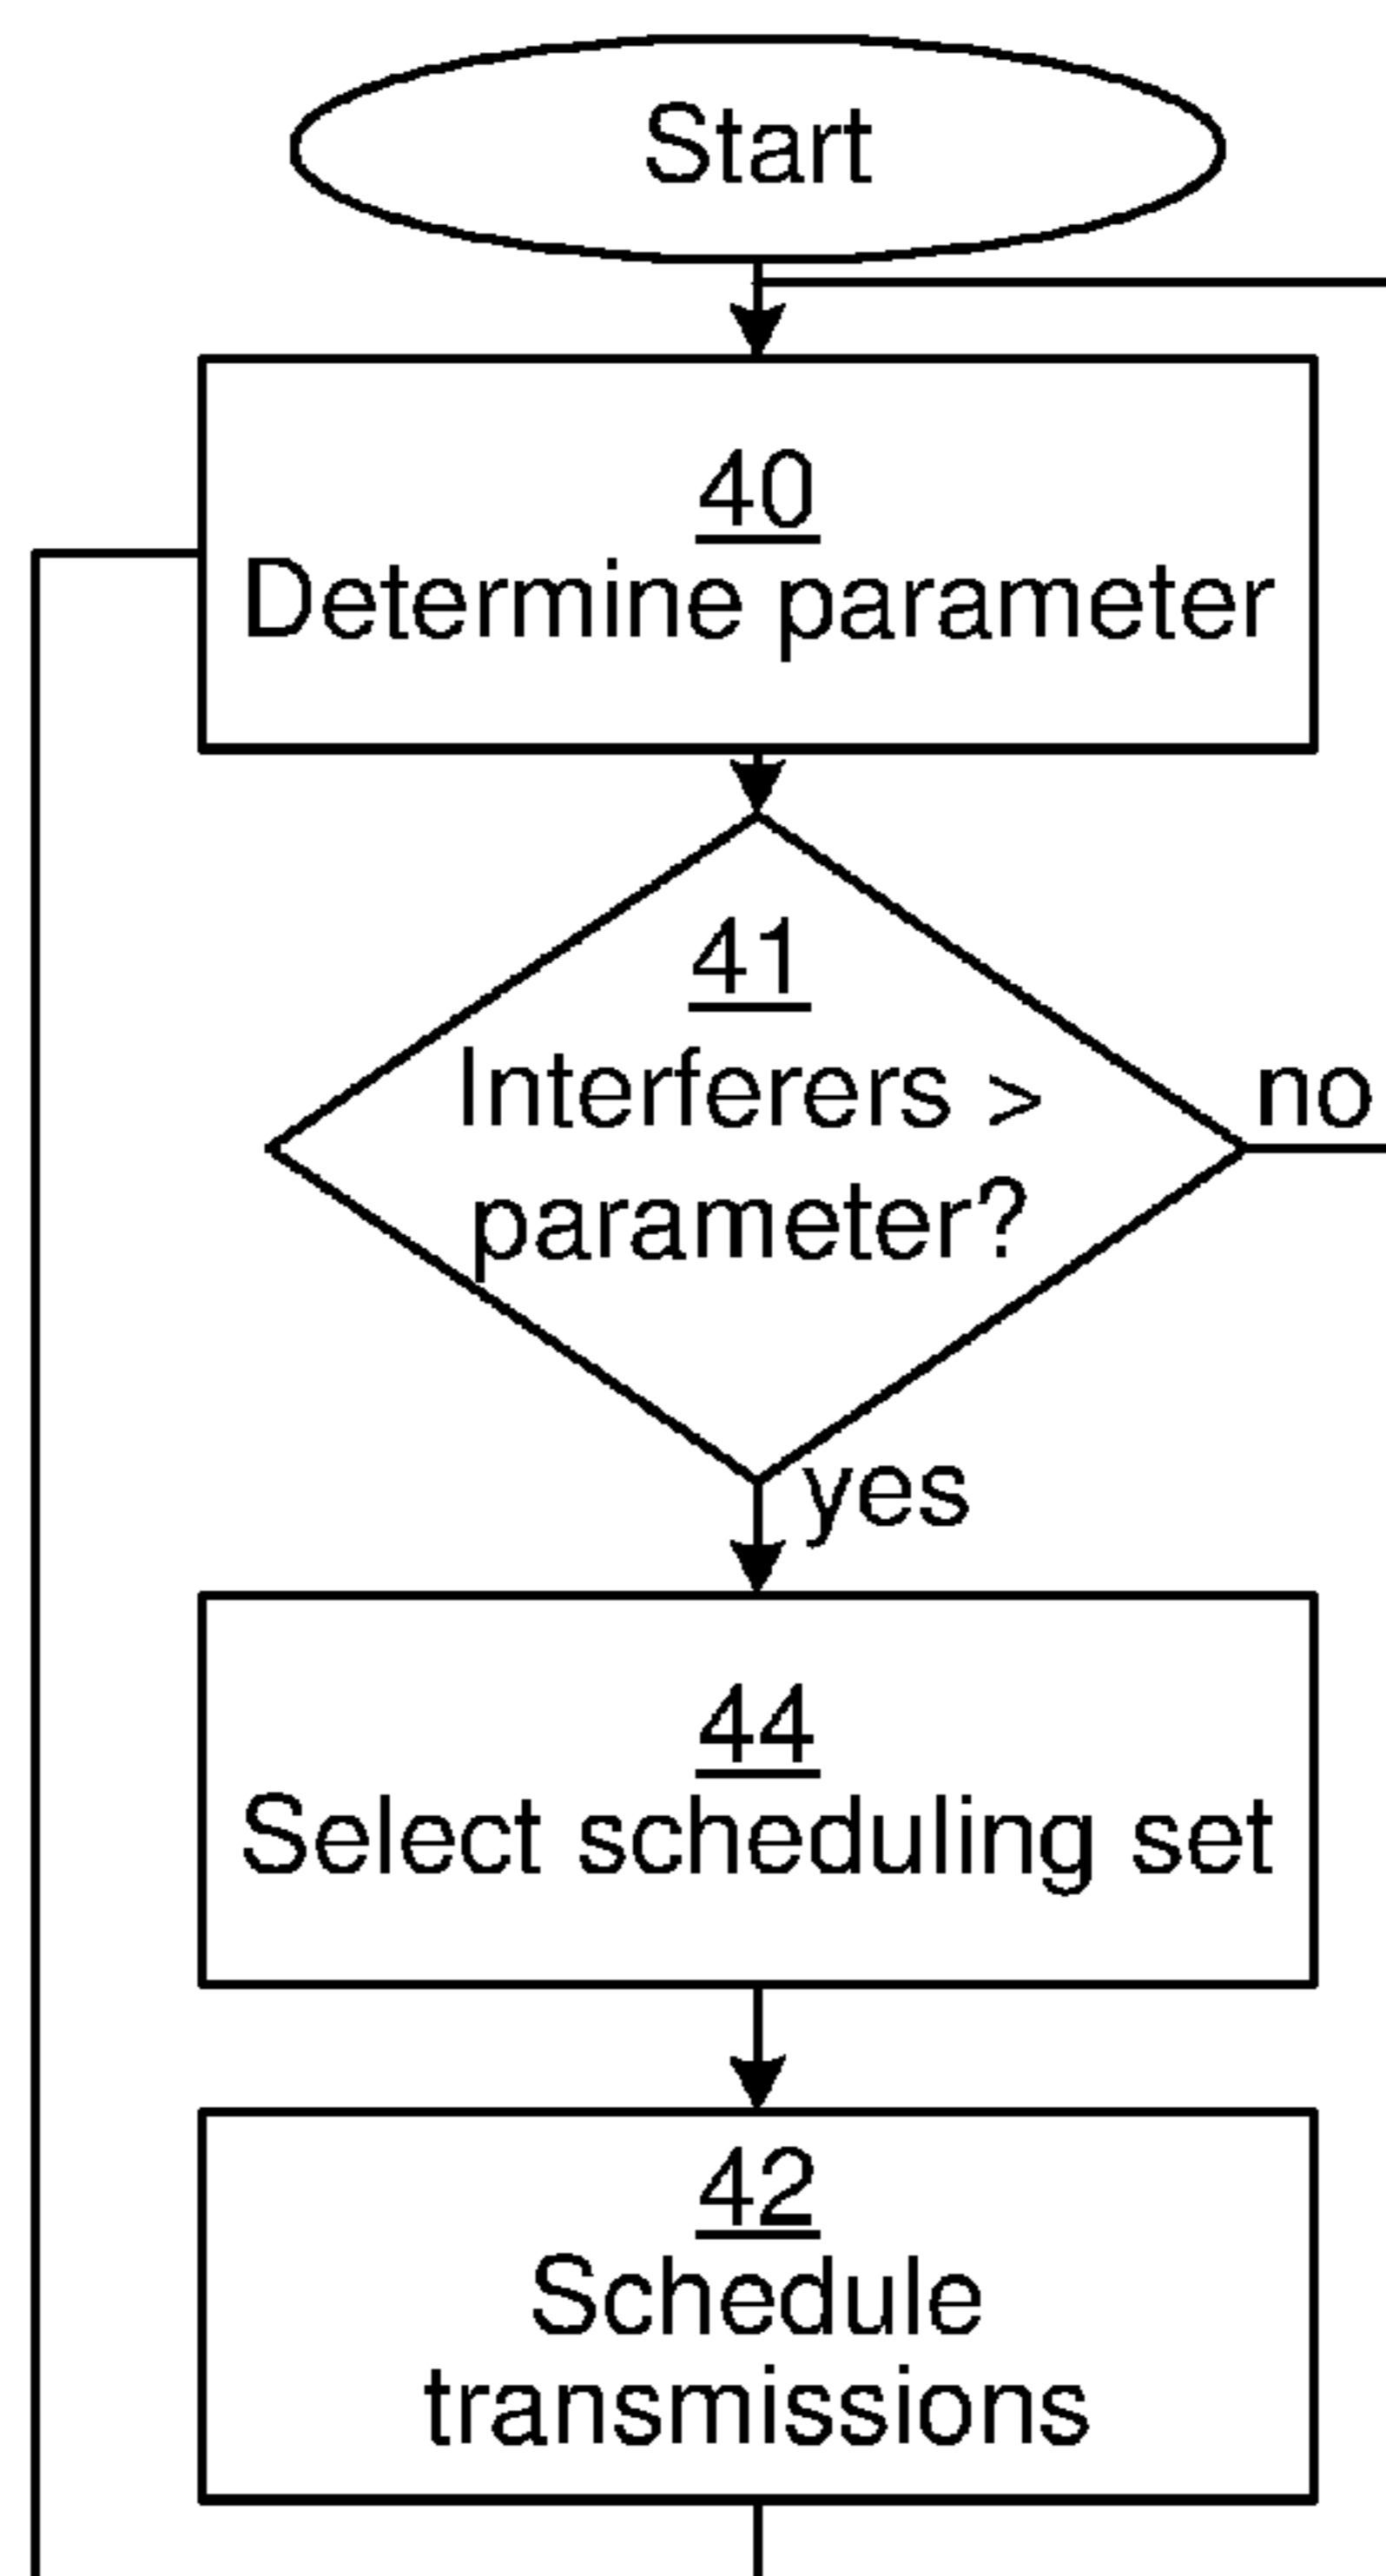 Start
40
Determine parameter
41
Interferers >
parameter?
no
yes
44
Select scheduling set
42
Schedule
transmissions